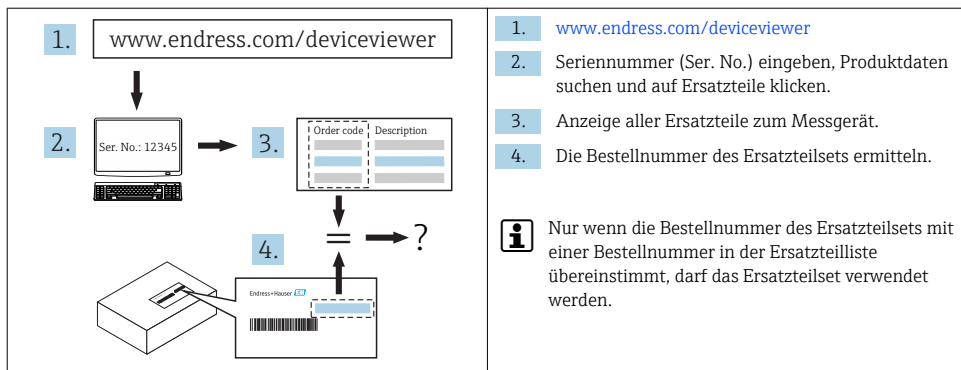 1.
www.endress.com/deviceviewer
2.
Ser. No.: 12345
3.
Order code
Description
4.
?
Endress+Hauser EH
1. www.endress.com/deviceviewer
2. Seriennummer (Ser. No.) eingeben, Produktdaten
suchen und auf Ersatzteile klicken.
3. Anzeige aller Ersatzteile zum Messgerät.
4. Die Bestellnummer des Ersatzteilsets ermitteln.
Nur wenn die Bestellnummer des Ersatzteilsets mit
einer Bestellnummer in der Ersatzteilliste
übereinstimmt, darf das Ersatzteilset verwendet
werden.